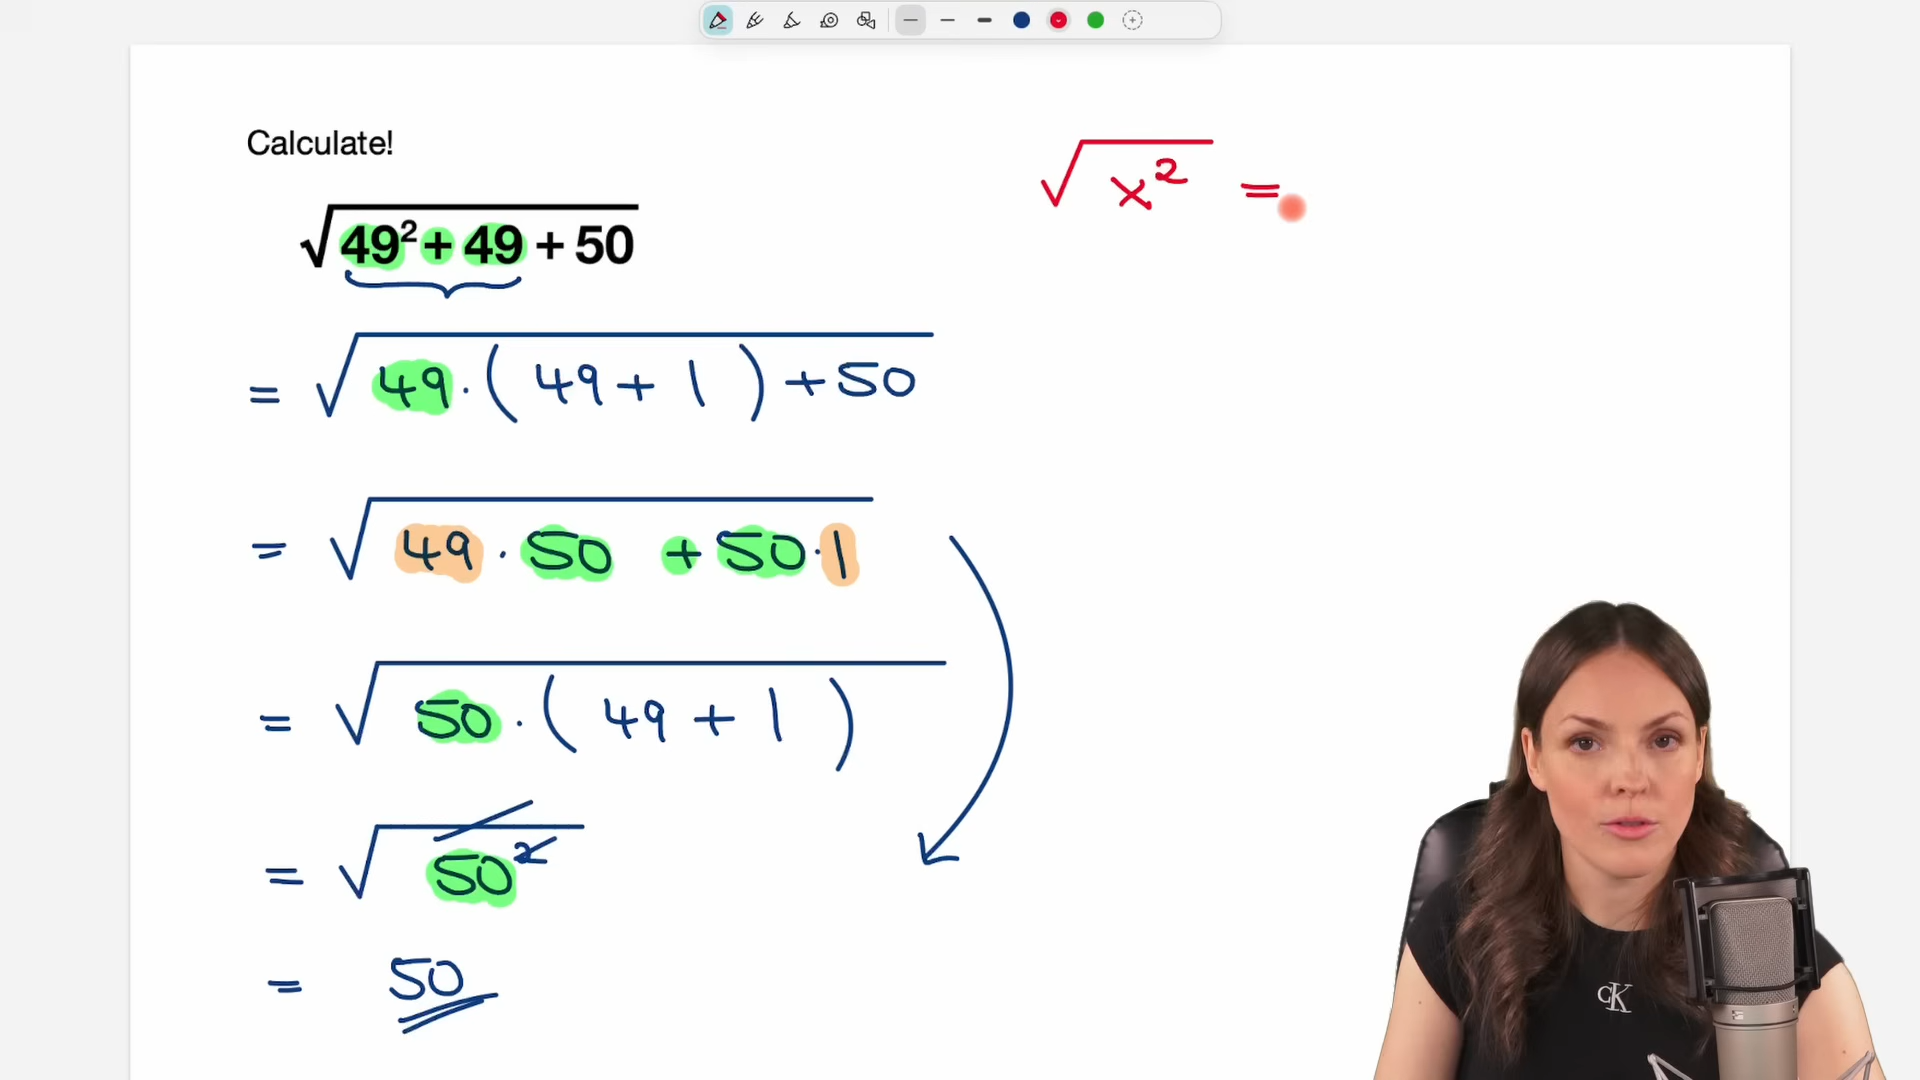 Calculate!
√(49² + 49 + 50)
= √(49 · (49 + 1) + 50)
= √(49 · 50 + 50 · 1)
= √(50 · (49 + 1))
= √(50²)
= 50
√(x²) =
CK